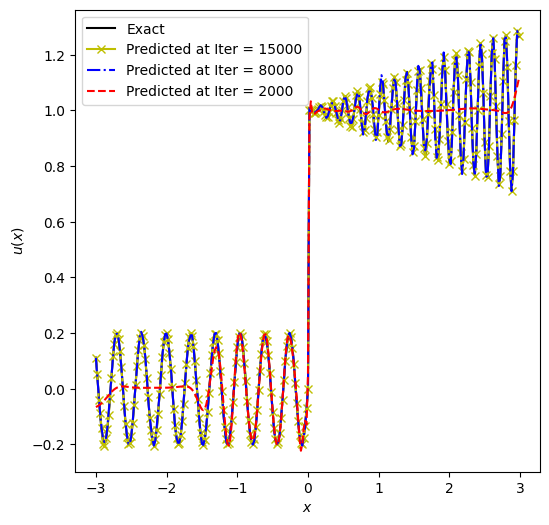 Exact
Predicted at Iter = 15000
Predicted at Iter = 8000
Predicted at Iter = 2000
1.2
1.0
0.8
0.6
0.4
0.2
0.0
−0.2
u(x)
−3
−2
−1
0
1
2
3
x